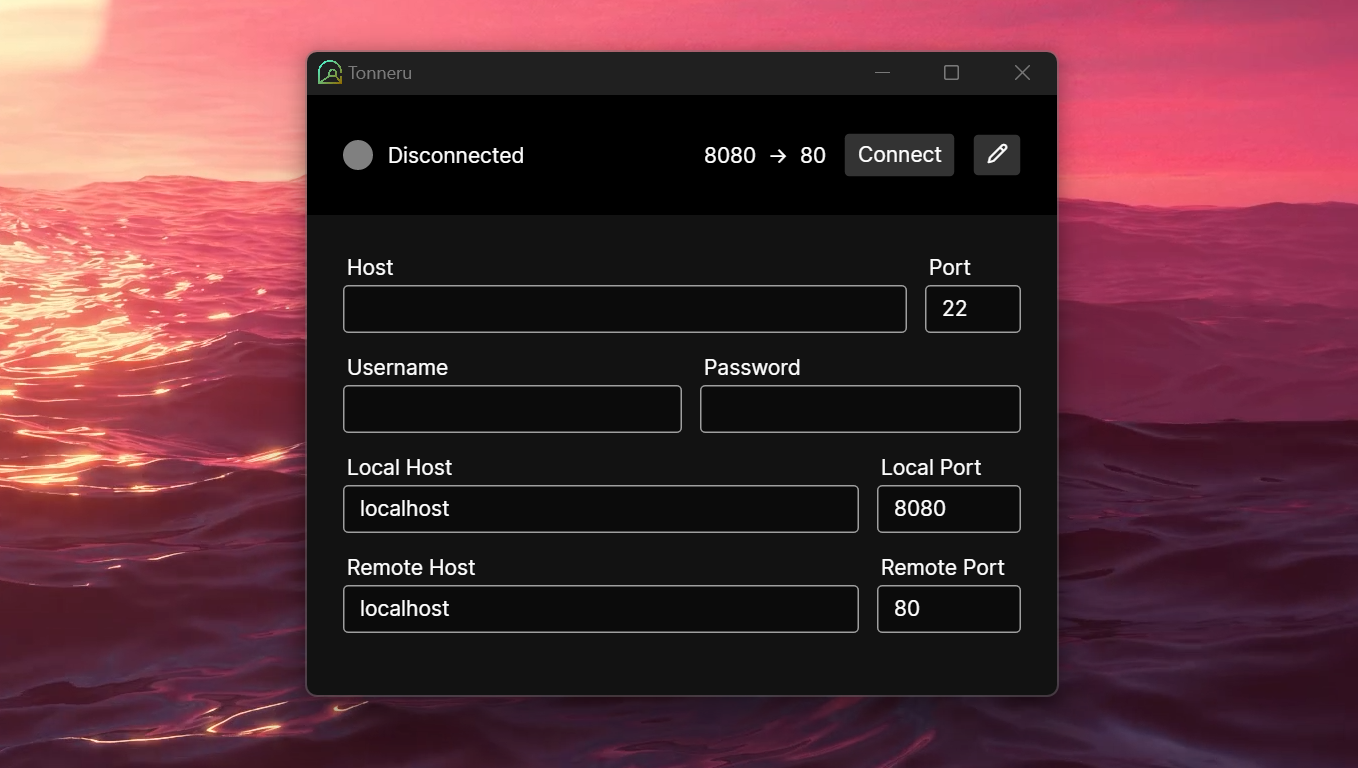 Tonneru
Disconnected 8080 → 80 Connect
Host Port
22
Username Password
Local Host Local Port
localhost 8080
Remote Host Remote Port
localhost 80